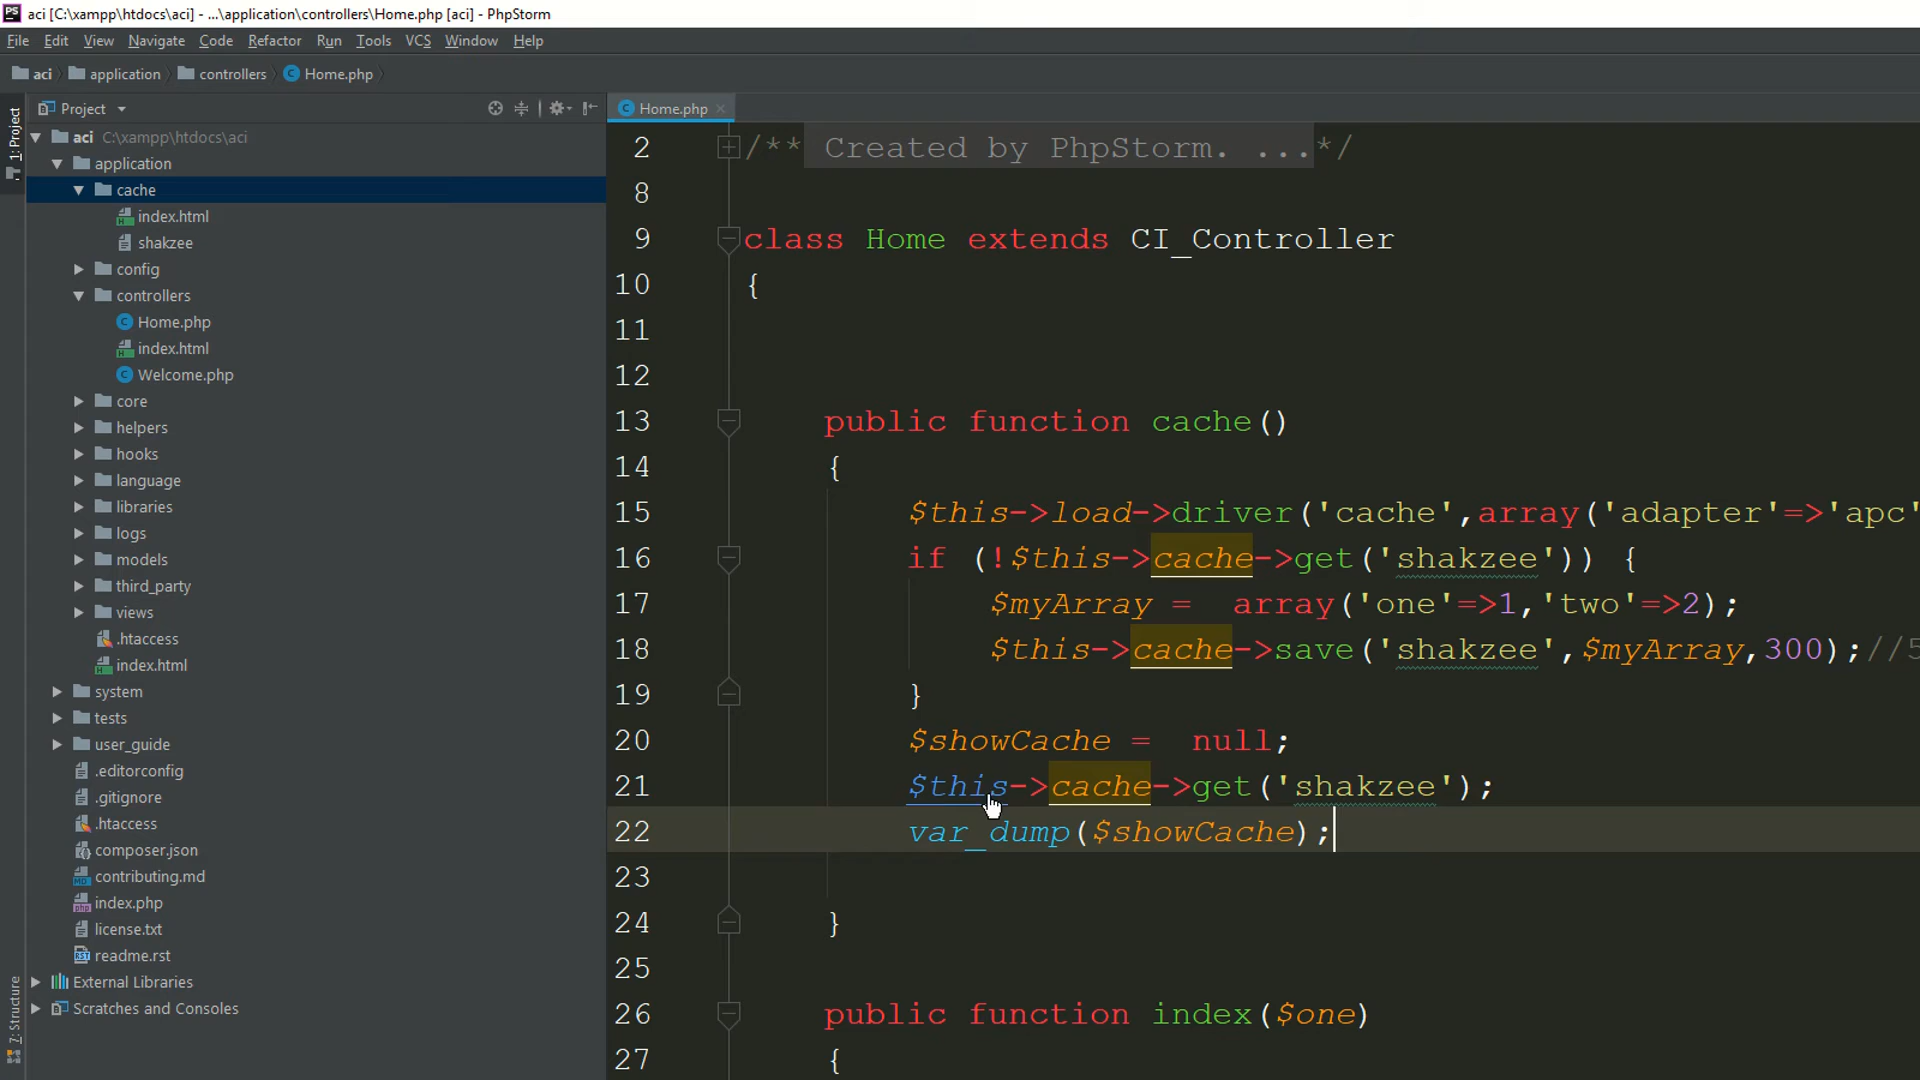 aci [C:\xampp\htdocs\aci] - ...\application\controllers\Home.php [aci] - PhpStorm
File Edit View Navigate Code Refactor Run Tools VCS Window Help
aci application controllers Home.php
1: Project
Project
aci C:\xampp\htdocs\aci
application
cache
index.html
shakzee
config
controllers
Home.php
index.html
Welcome.php
core
helpers
hooks
language
libraries
logs
models
third_party
views
.htaccess
index.html
system
tests
user_guide
.editorconfig
.gitignore
.htaccess
composer.json
contributing.md
index.php
license.txt
readme.rst
External Libraries
Scratches and Consoles
7: Structure
Home.php
2 /** Created by PhpStorm. ...*/
8
9 class Home extends CI_Controller
10 {
11
12
13 public function cache()
14 {
15 $this->load->driver('cache',array('adapter'=>'apc'
16 if (!$this->cache->get('shakzee')) {
17 $myArray = array('one'=>1,'two'=>2);
18 $this->cache->save('shakzee',$myArray,300);//5
19 }
20 $showCache = null;
21 $this->cache->get('shakzee');
22 var_dump($showCache);
23
24 }
25
26 public function index($one)
27 {